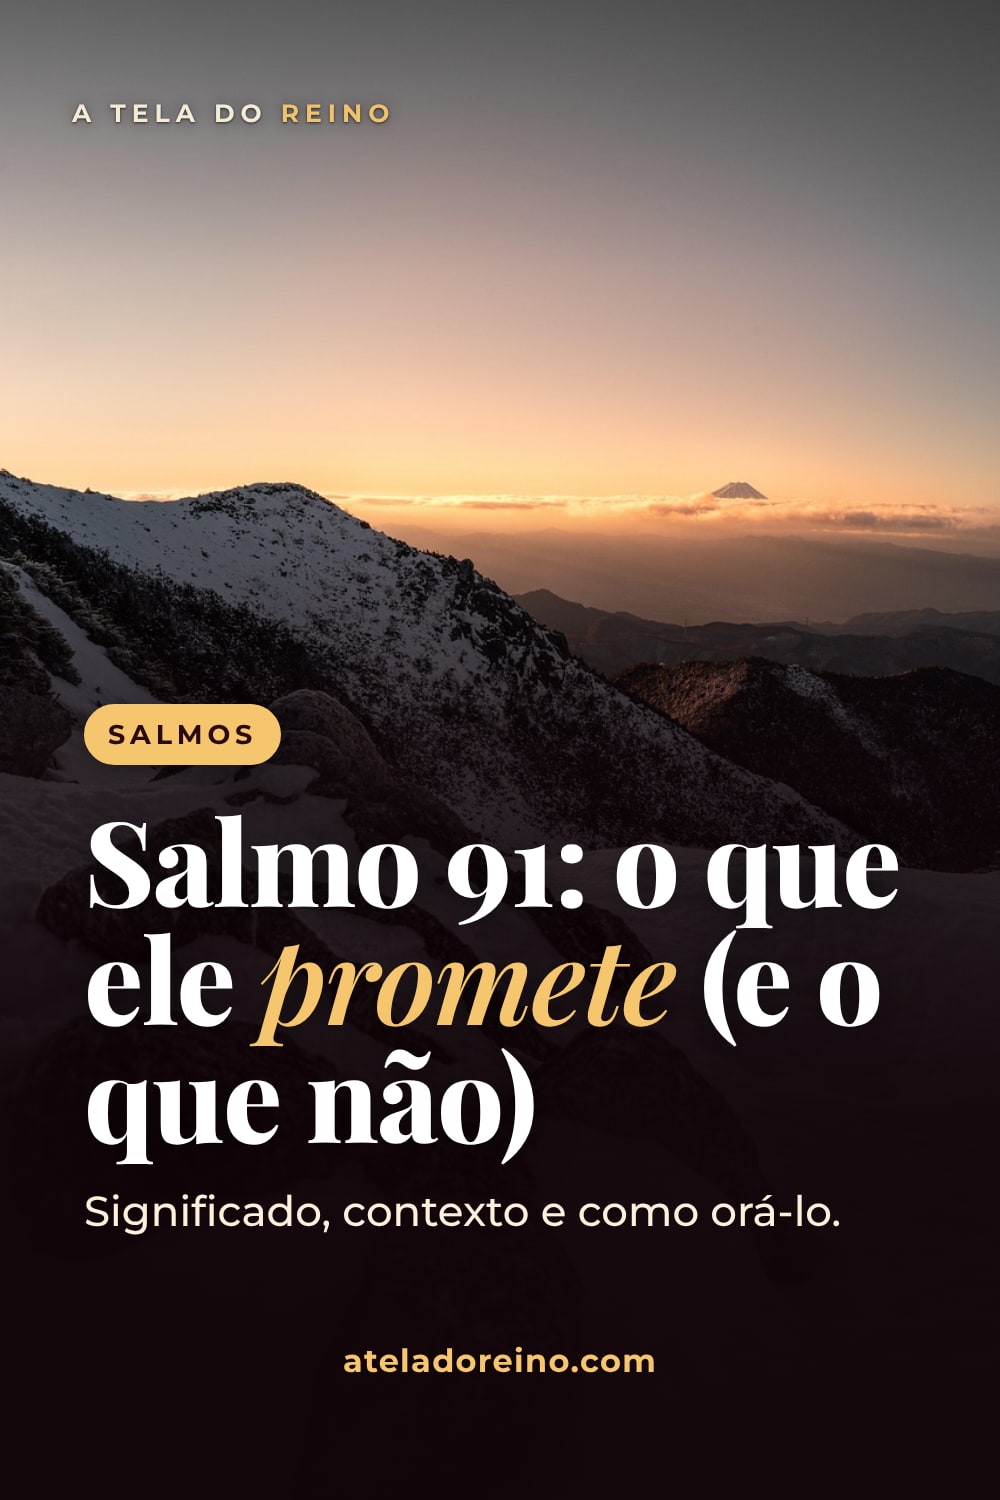 A TELA DO REINO
SALMOS
Salmo 91: o que
ele promete (e o
que não)
Significado, contexto e como orá-lo.
ateladoreino.com